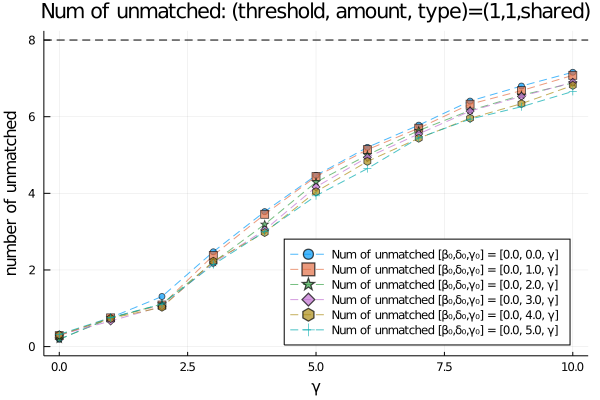 Num of unmatched: (threshold, amount, type)=(1,1,shared)
number of unmatched
8
6
4
2
0
Num of unmatched [β₀,δ₀,γ₀] = [0.0, 0.0, γ]
Num of unmatched [β₀,δ₀,γ₀] = [0.0, 1.0, γ]
Num of unmatched [β₀,δ₀,γ₀] = [0.0, 2.0, γ]
Num of unmatched [β₀,δ₀,γ₀] = [0.0, 3.0, γ]
Num of unmatched [β₀,δ₀,γ₀] = [0.0, 4.0, γ]
Num of unmatched [β₀,δ₀,γ₀] = [0.0, 5.0, γ]
0.0 2.5 5.0 7.5 10.0
γ